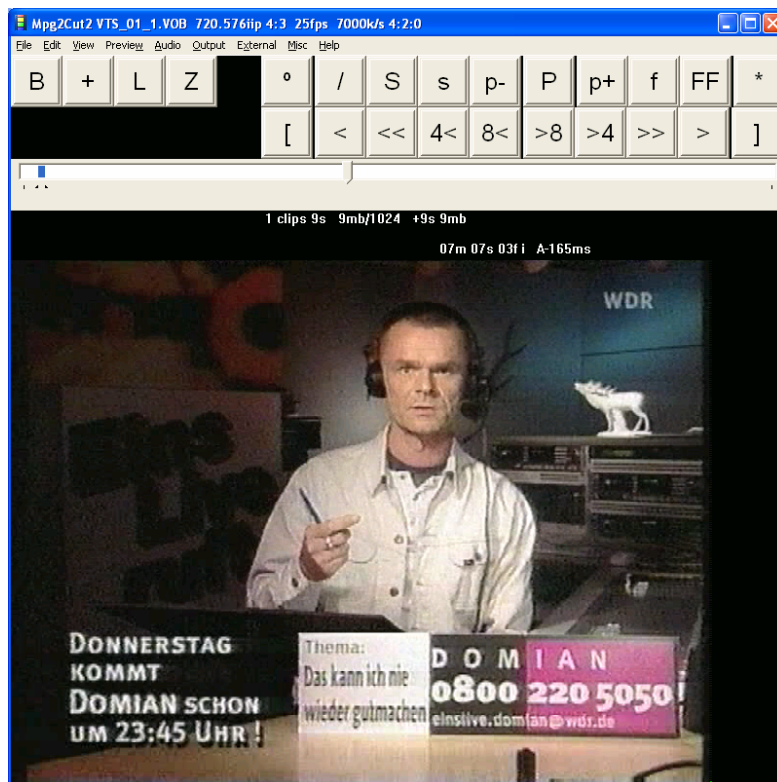 Mpg2Cut2 VTS_01_1.VOB 720.576iip 4:3 25fps 7000k/s 4:2:0
File Edit View Preview Audio Output External Misc Help
B + L Z º / S s p- P p+ f FF *
[ < << 4< 8< >8 >4 >> > ]
1 clips 9s 9mb/1024 +9s 9mb
07m 07s 03f i A-165ms
WDR
DONNERSTAG
KOMMT
DOMIAN SCHON
UM 23:45 UHR !
Thema:
Das kann ich nie
wieder gutmachen
DOMIAN
0800 220 5050
einslive.domian@wdr.de